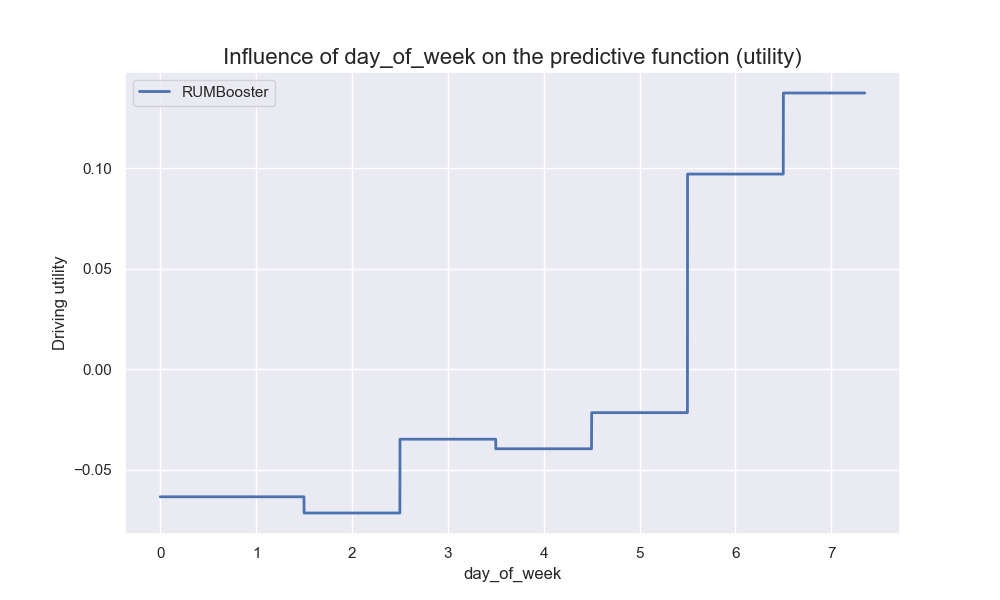 Influence of day_of_week on the predictive function (utility)
RUMBooster
0.10
0.05
0.00
−0.05
Driving utility
0 1 2 3 4 5 6 7
day_of_week